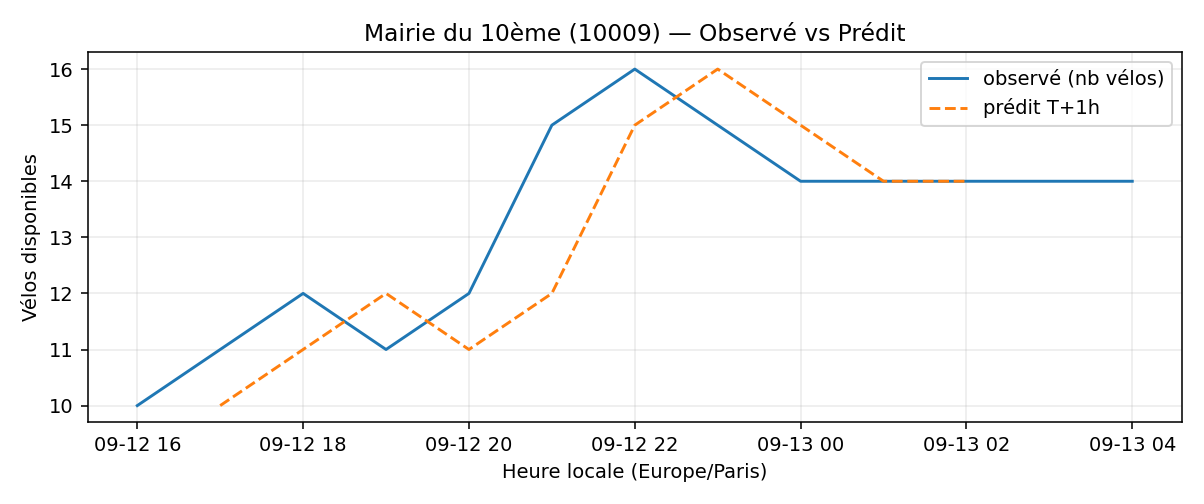 Mairie du 10ème (10009) — Observé vs Prédit
observé (nb vélos)
prédit T+1h
Vélos disponibles
16
15
14
13
12
11
10
09-12 16
09-12 18
09-12 20
09-12 22
09-13 00
09-13 02
09-13 04
Heure locale (Europe/Paris)